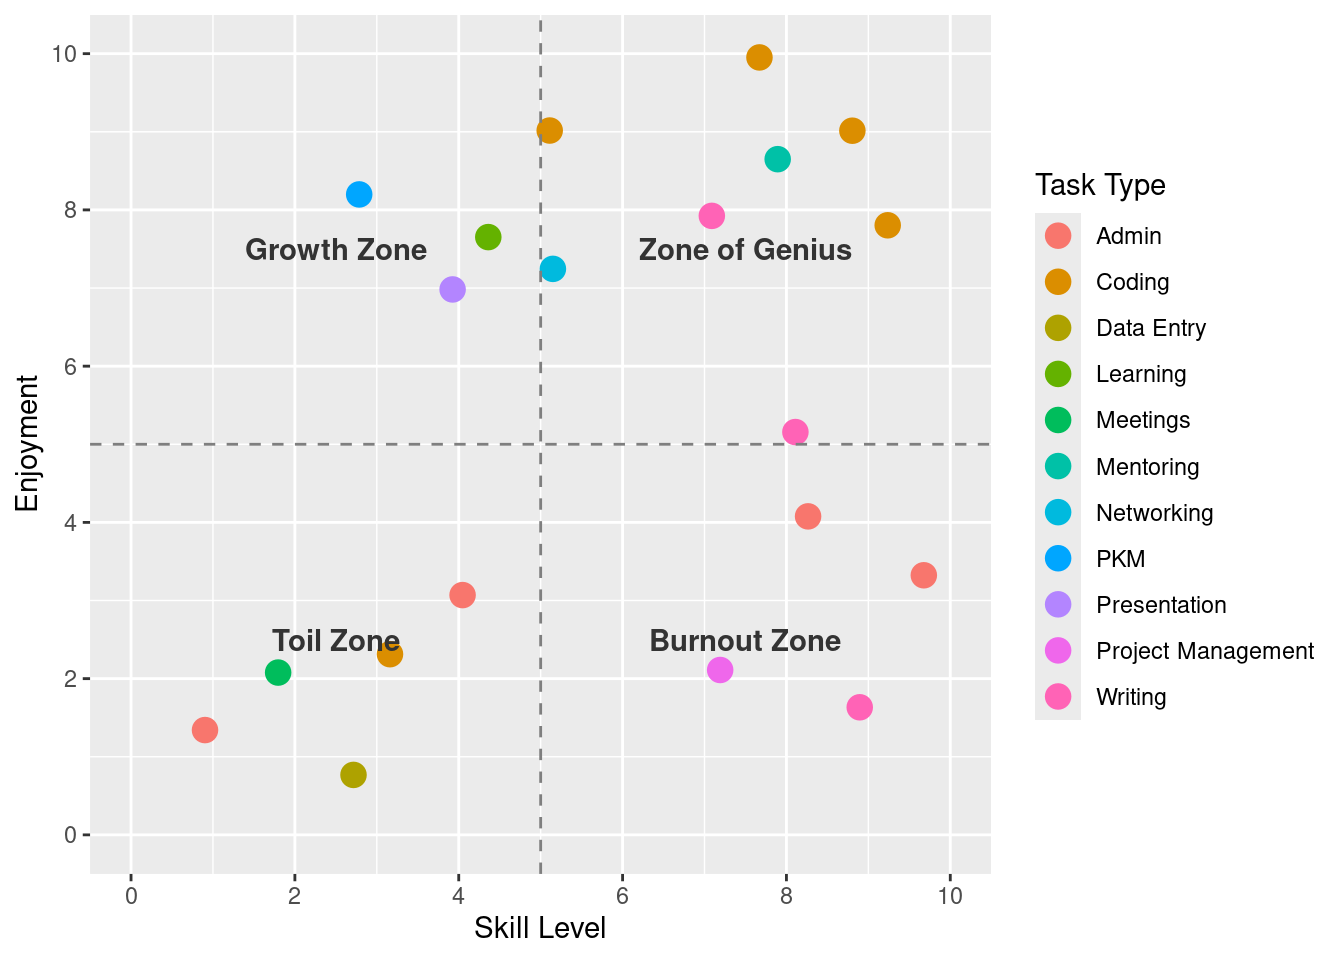 10
8
6
4
2
0
Enjoyment
Growth Zone
Zone of Genius
Toil Zone
Burnout Zone
0 2 4 6 8 10
Skill Level
Task Type
Admin
Coding
Data Entry
Learning
Meetings
Mentoring
Networking
PKM
Presentation
Project Management
Writing